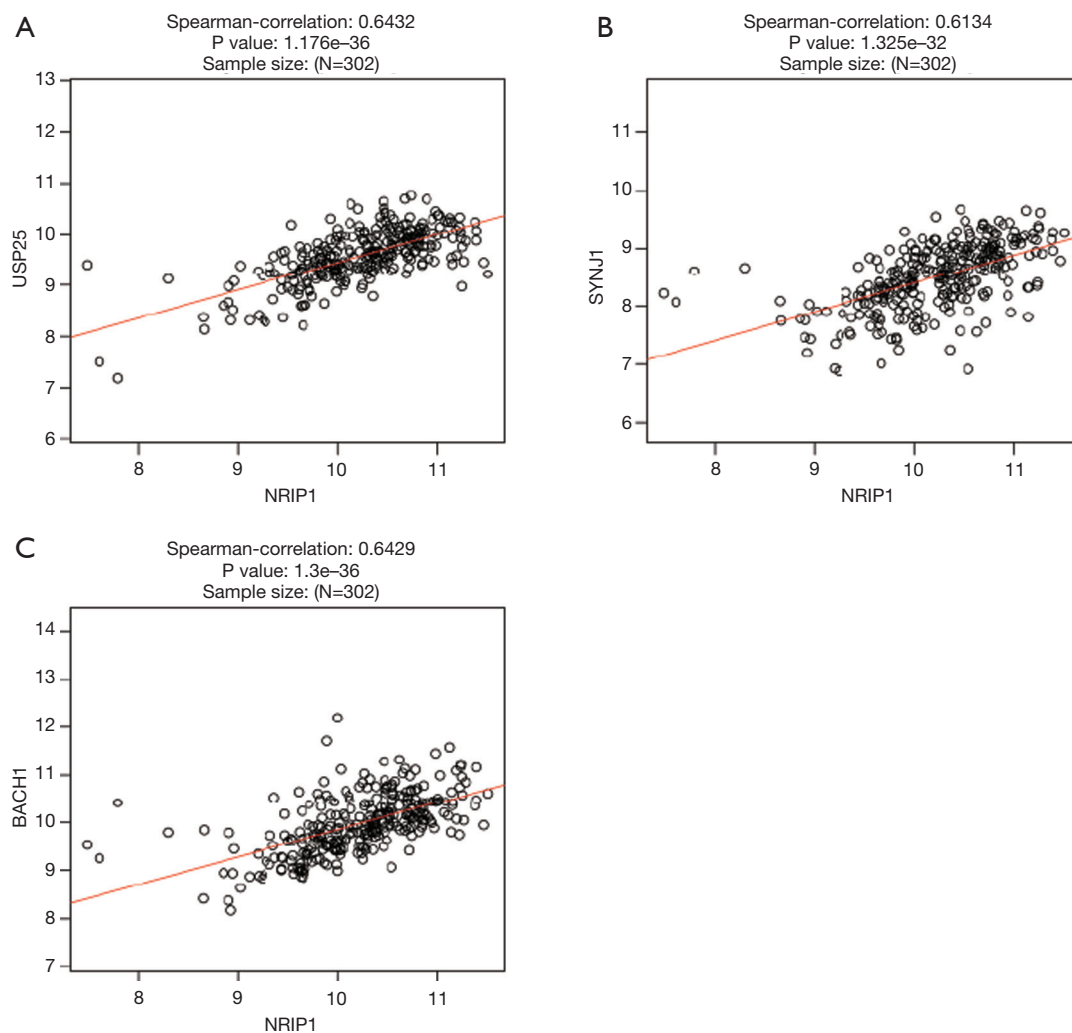 A
Spearman-correlation: 0.6432
P value: 1.176e–36
Sample size: (N=302)
13
12
11
10
9
8
7
6
USP25
8 9 10 11
NRIP1
B
Spearman-correlation: 0.6134
P value: 1.325e–32
Sample size: (N=302)
11
10
9
8
7
6
SYNJ1
8 9 10 11
NRIP1
C
Spearman-correlation: 0.6429
P value: 1.3e–36
Sample size: (N=302)
14
13
12
11
10
9
8
7
BACH1
8 9 10 11
NRIP1